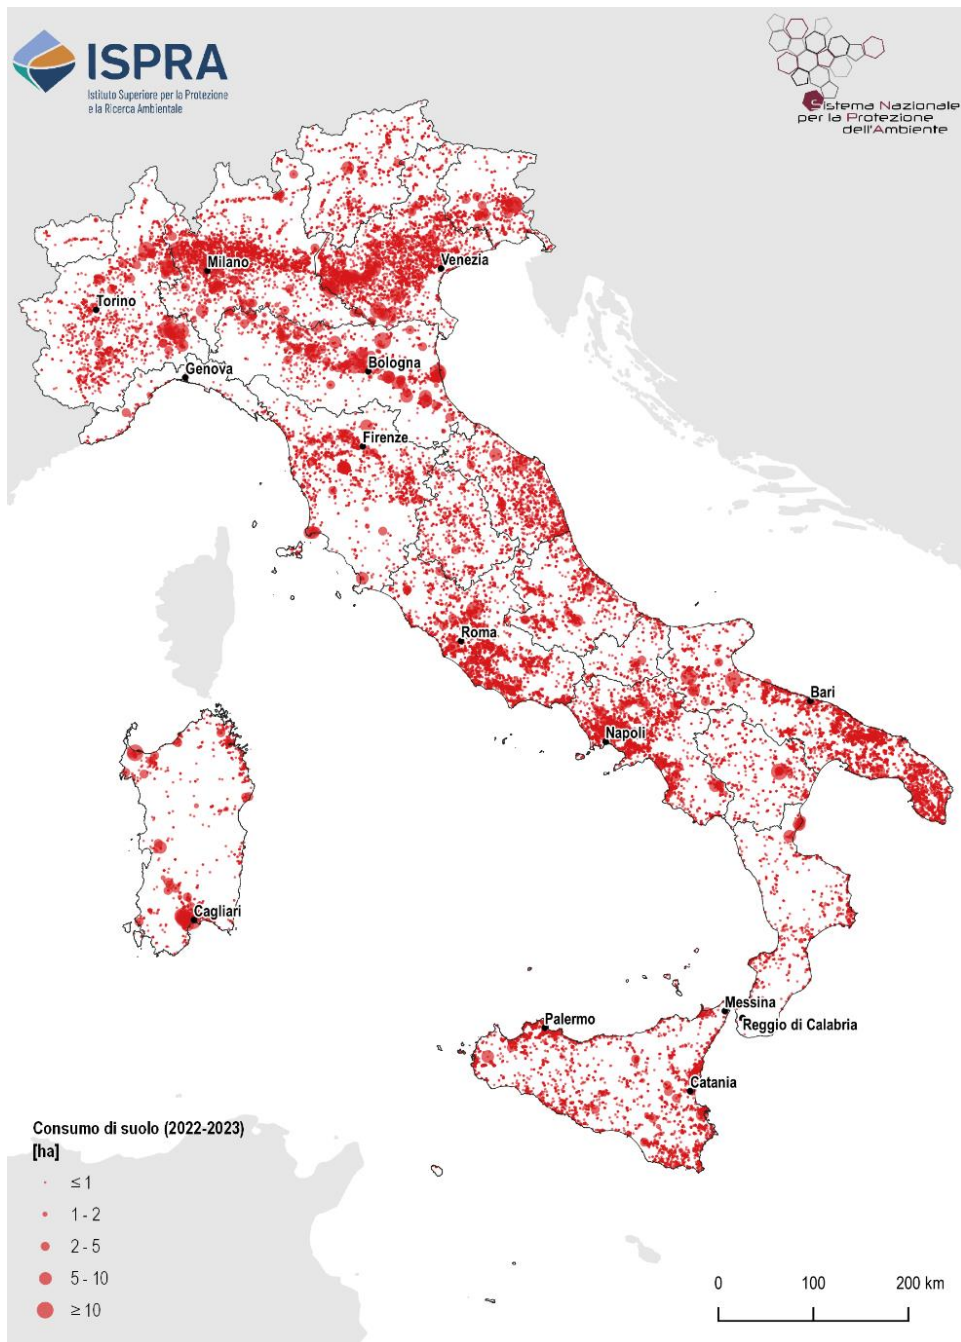 ISPRA
Istituto Superiore per la Protezione
e la Ricerca Ambientale
Sistema Nazionale
per la Protezione
dell'Ambiente
Milano
Venezia
Torino
Genova
Bologna
Firenze
Roma
Napoli
Bari
Cagliari
Messina
Reggio di Calabria
Palermo
Catania
Consumo di suolo (2022-2023)
[ha]
≤ 1
1 - 2
2 - 5
5 - 10
≥ 10
0 100 200 km